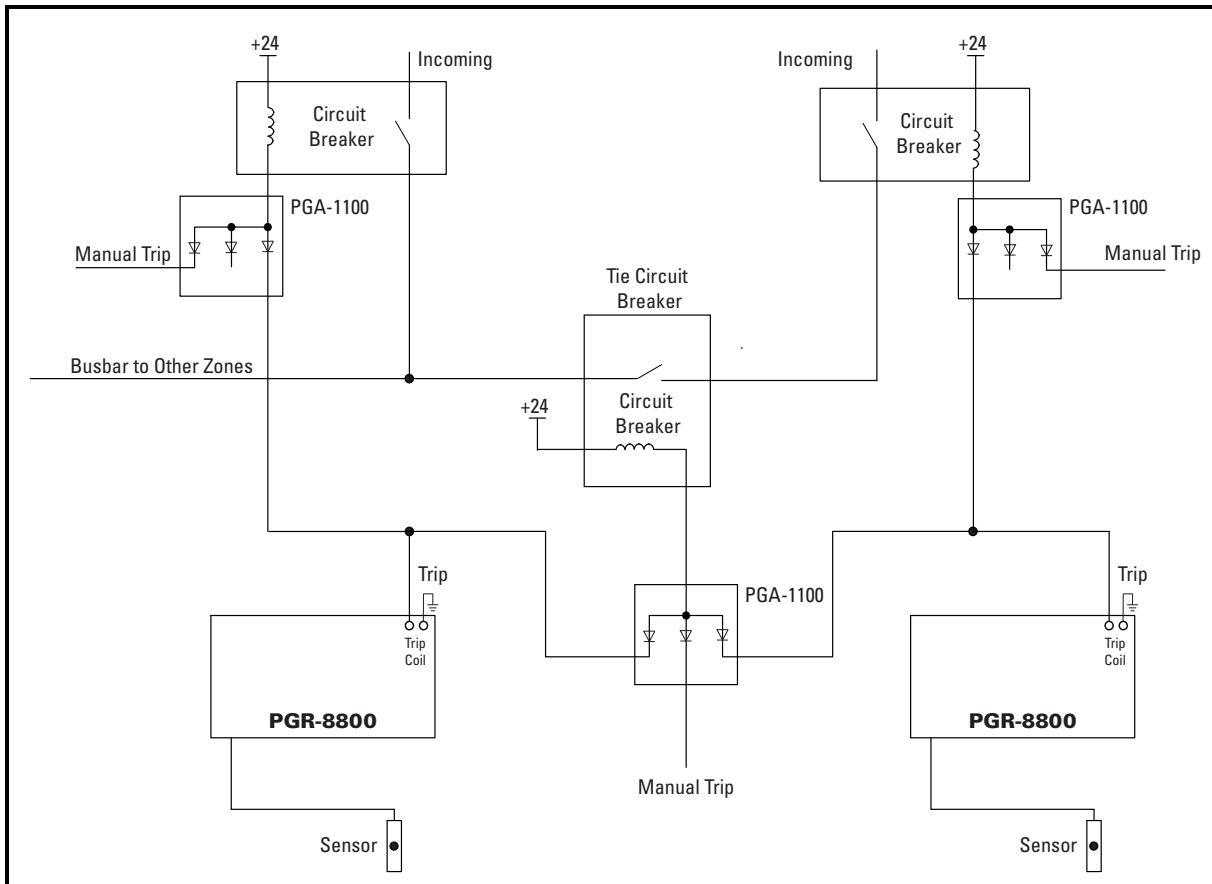 +24
Incoming
Incoming
+24
Circuit
Breaker
Circuit
Breaker
PGA-1100
PGA-1100
Manual Trip
Manual Trip
Tie Circuit
Breaker
Busbar to Other Zones
+24
Circuit
Breaker
Trip
PGA-1100
Trip
Trip
Coil
Trip
Coil
PGR-8800
PGR-8800
Manual Trip
Sensor
Sensor